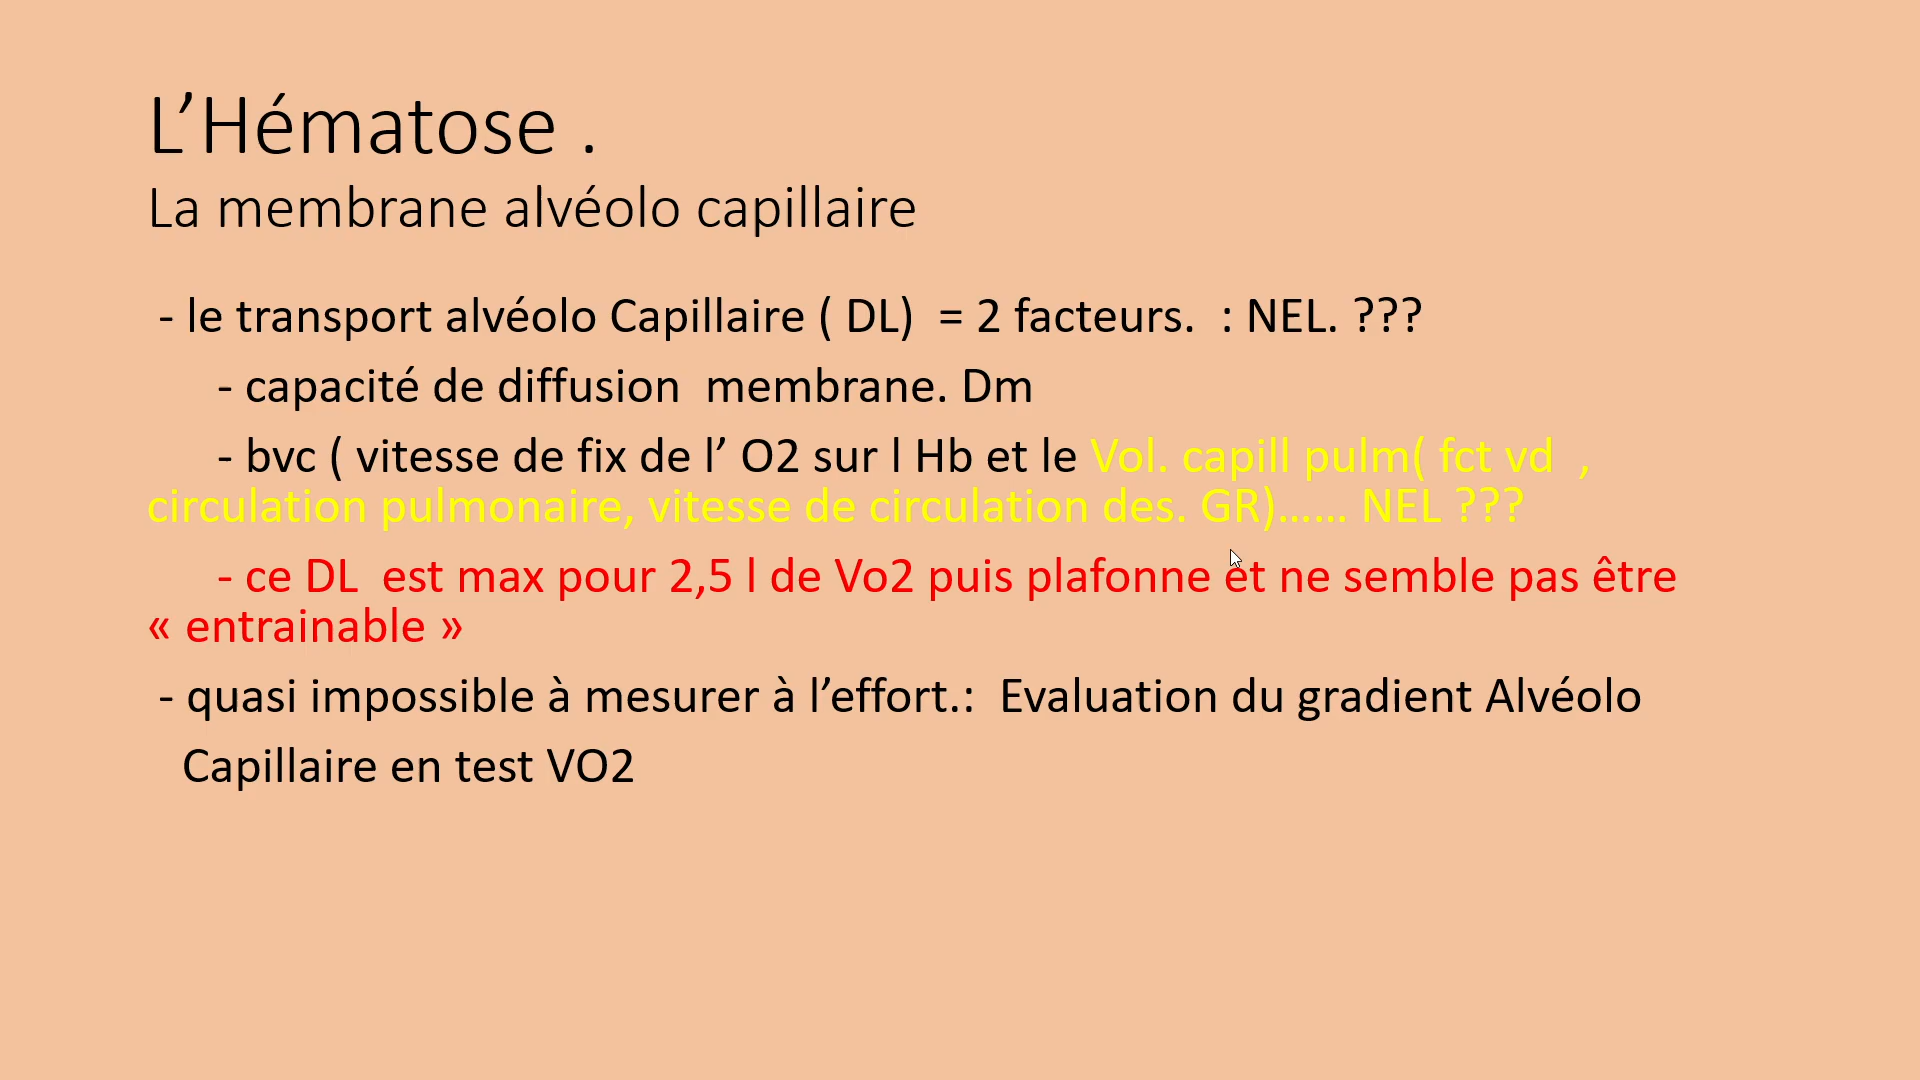 L’Hématose .
La membrane alvéolo capillaire
- le transport alvéolo Capillaire ( DL)  = 2 facteurs.  : NEL. ???
- capacité de diffusion  membrane. Dm
- bvc ( vitesse de fix de l’ O2 sur l Hb et le Vol. capill pulm( fct vd  ,
circulation pulmonaire, vitesse de circulation des. GR)...... NEL ???
- ce DL  est max pour 2,5 l de Vo2 puis plafonne et ne semble pas être
« entrainable »
- quasi impossible à mesurer à l’effort.:  Evaluation du gradient Alvéolo
Capillaire en test VO2